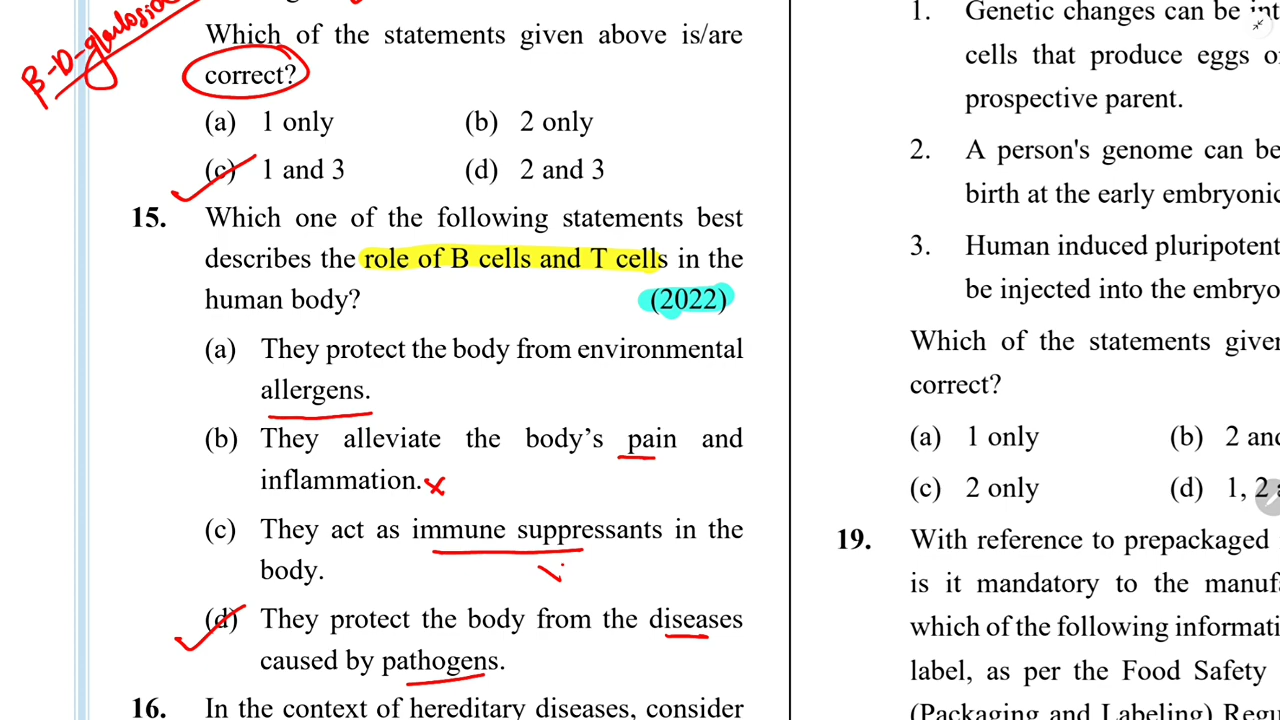 β-D-
Which of the statements given above is/are
correct?
(a) 1 only (b) 2 only
(c) 1 and 3 (d) 2 and 3
15. Which one of the following statements best
describes the role of B cells and T cells in the
human body? (2022)
(a) They protect the body from environmental
allergens.
(b) They alleviate the body’s pain and
inflammation.
(c) They act as immune suppressants in the
body.
(d) They protect the body from the diseases
caused by pathogens.
16. In the context of hereditary diseases, consider
1. Genetic changes can be
cells that produce eggs
prospective parent.
2. A person's genome can be
birth at the early
3. Human induced pluripotent
be injected into the
Which of the statements
correct?
(a) 1 only (b) 2
(c) 2 only (d) 1, 2
19. With reference to prepackaged
is it mandatory to the
which of the following
label, as per the Food Safety
(Packaging and Labeling)